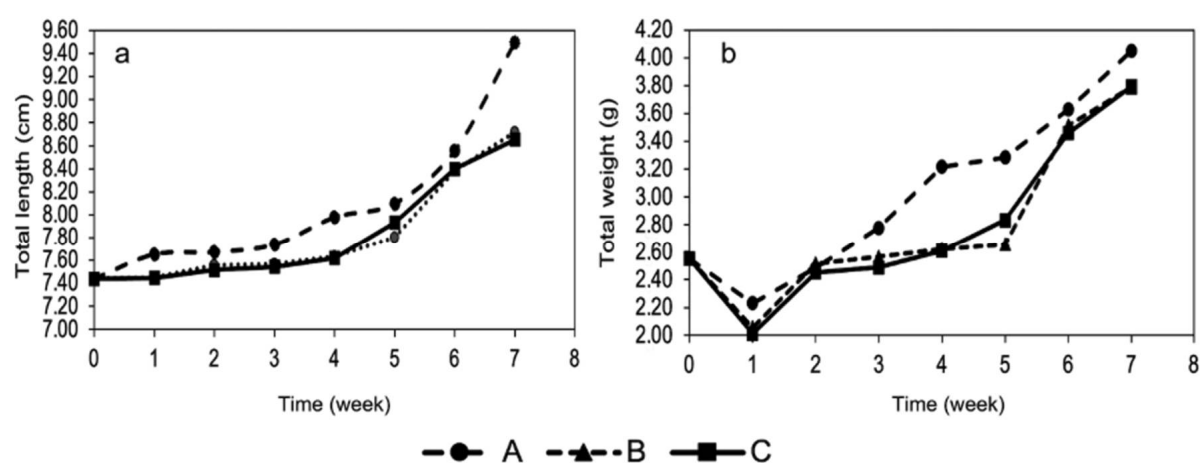 a
Total length (cm)
9.60
9.40
9.20
9.00
8.80
8.60
8.40
8.20
8.00
7.80
7.60
7.40
7.20
7.00
0 1 2 3 4 5 6 7 8
Time (week)
b
Total weight (g)
4.20
4.00
3.80
3.60
3.40
3.20
3.00
2.80
2.60
2.40
2.20
2.00
0 1 2 3 4 5 6 7 8
Time (week)
A B C